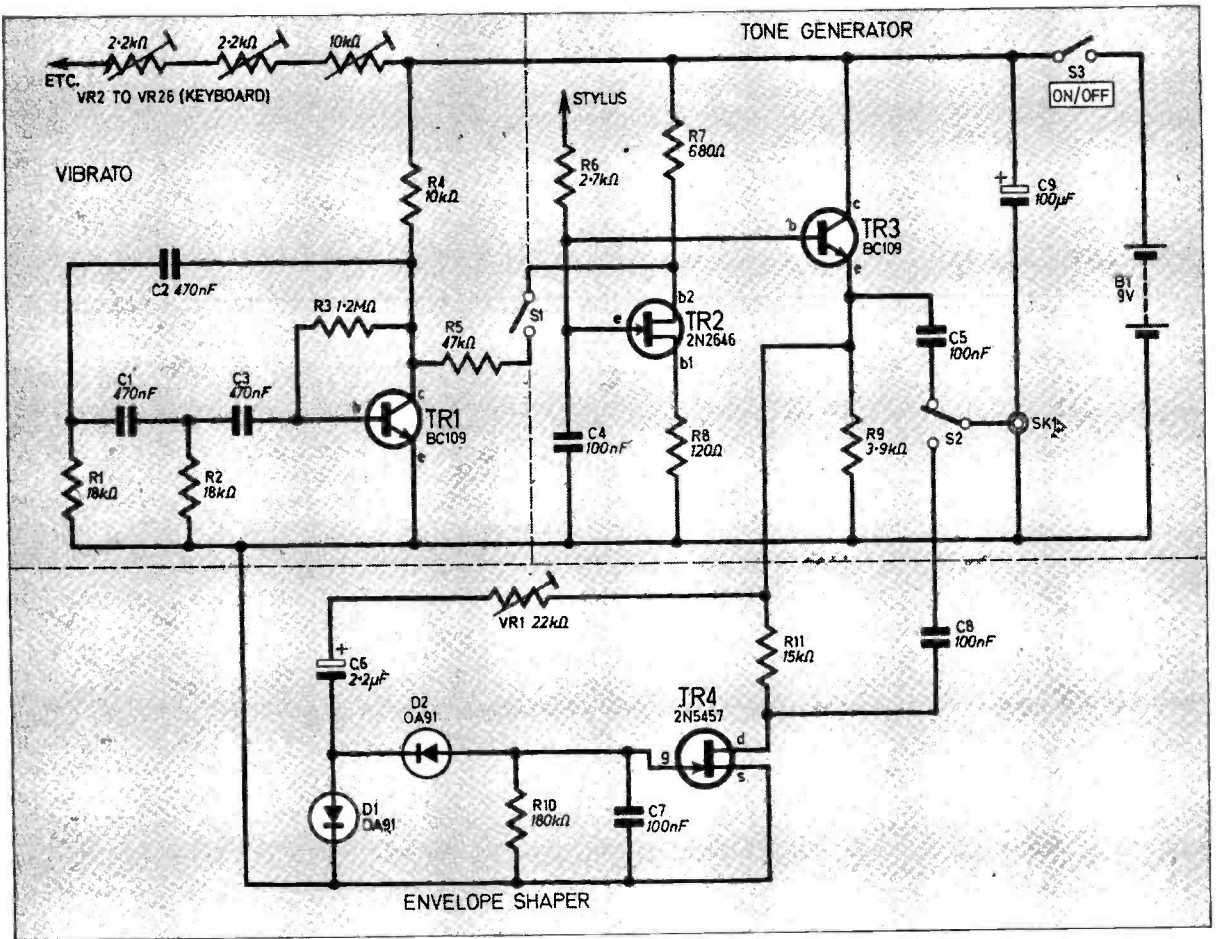 TONE GENERATOR
2·2kΩ
2·2kΩ
10kΩ
ETC.
VR2 TO VR26 (KEYBOARD)
S3
ON/OFF
STYLUS
R7
680Ω
R6
2·7kΩ
VIBRATO
R4
10kΩ
+
C9
100µF
c
b
TR3
BC109
e
C2 470nF
B1
9V
R3 1·2MΩ
S1
b2
e
TR2
2N2646
b1
R5
47kΩ
C5
100nF
C1
470nF
C3
470nF
c
b
TR1
BC109
e
C4
100nF
R8
120Ω
R9
3·9kΩ
S2
SK1
R1
18kΩ
R2
18kΩ
VR1 22kΩ
+
C6
2·2µF
R11
15kΩ
C8
100nF
D2
OA91
TR4
2N5457
d
g
s
D1
OA91
R10
180kΩ
C7
100nF
ENVELOPE SHAPER